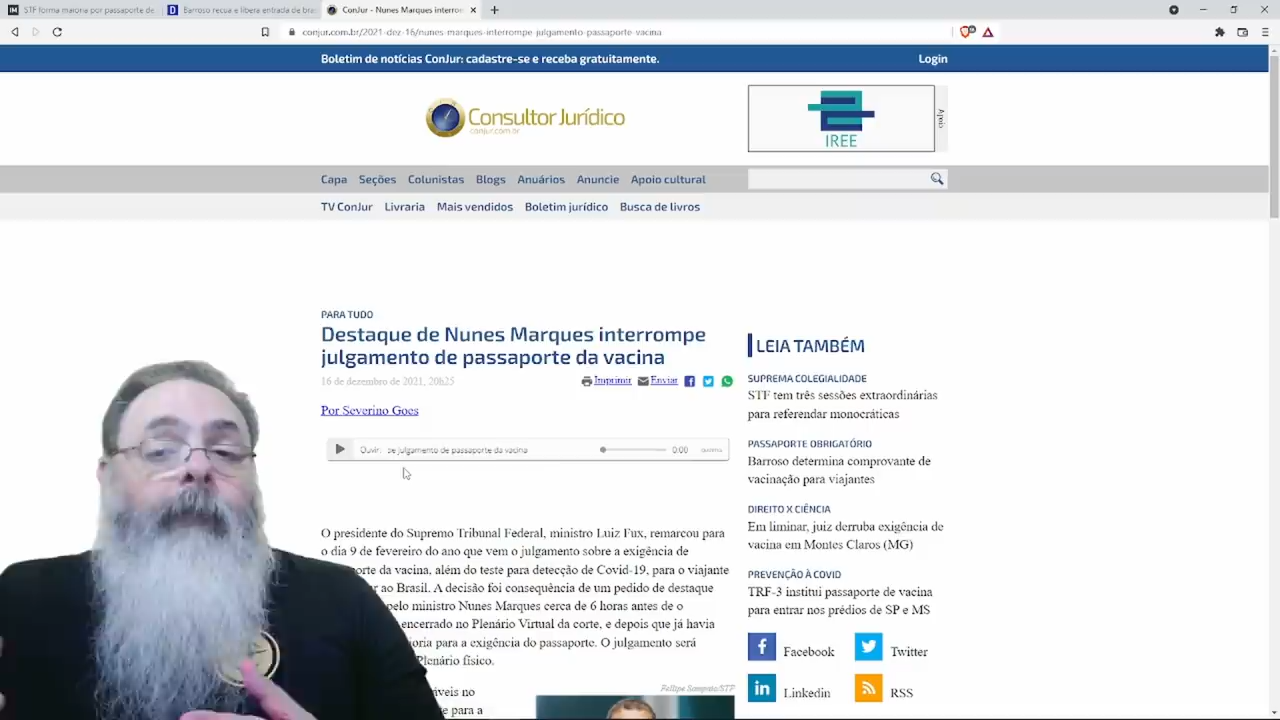 STF forma maioria por passaporte de
Barroso recua e libera entrada de bra
ConJur - Nunes Marques interrom
conjur.com.br/2021-dez-16/nunes-marques-interrompe-julgamento-passaporte-vacina
Boletim de notícias ConJur: cadastre-se e receba gratuitamente.
Login
Consultor Jurídico
conjur.com.br
IREE
Apoio
Capa Seções Colunistas Blogs Anuários Anuncie Apoio cultural
TV ConJur Livraria Mais vendidos Boletim jurídico Busca de livros
PARA TUDO
Destaque de Nunes Marques interrompe
julgamento de passaporte da vacina
16 de dezembro de 2021, 20h25
Imprimir Enviar
Por Severino Goes
Ouvir: se julgamento de passaporte da vacina 0:00
O presidente do Supremo Tribunal Federal, ministro Luiz Fux, remarcou para
o dia 9 de fevereiro do ano que vem o julgamento sobre a exigência de
orte da vacina, além do teste para detecção de Covid-19, para o viajante
ar ao Brasil. A decisão foi consequência de um pedido de destaque
pelo ministro Nunes Marques cerca de 6 horas antes de o
encerrado no Plenário Virtual da corte, e depois que já havia
oria para a exigência do passaporte. O julgamento será
Plenário físico.
Fellipe Sampaio/STF
áveis no
te para a
LEIA TAMBÉM
SUPREMA COLEGIALIDADE
STF tem três sessões extraordinárias
para referendar monocráticas
PASSAPORTE OBRIGATÓRIO
Barroso determina comprovante de
vacinação para viajantes
DIREITO X CIÊNCIA
Em liminar, juiz derruba exigência de
vacina em Montes Claros (MG)
PREVENÇÃO À COVID
TRF-3 institui passaporte de vacina
para entrar nos prédios de SP e MS
Facebook Twitter
Linkedin RSS